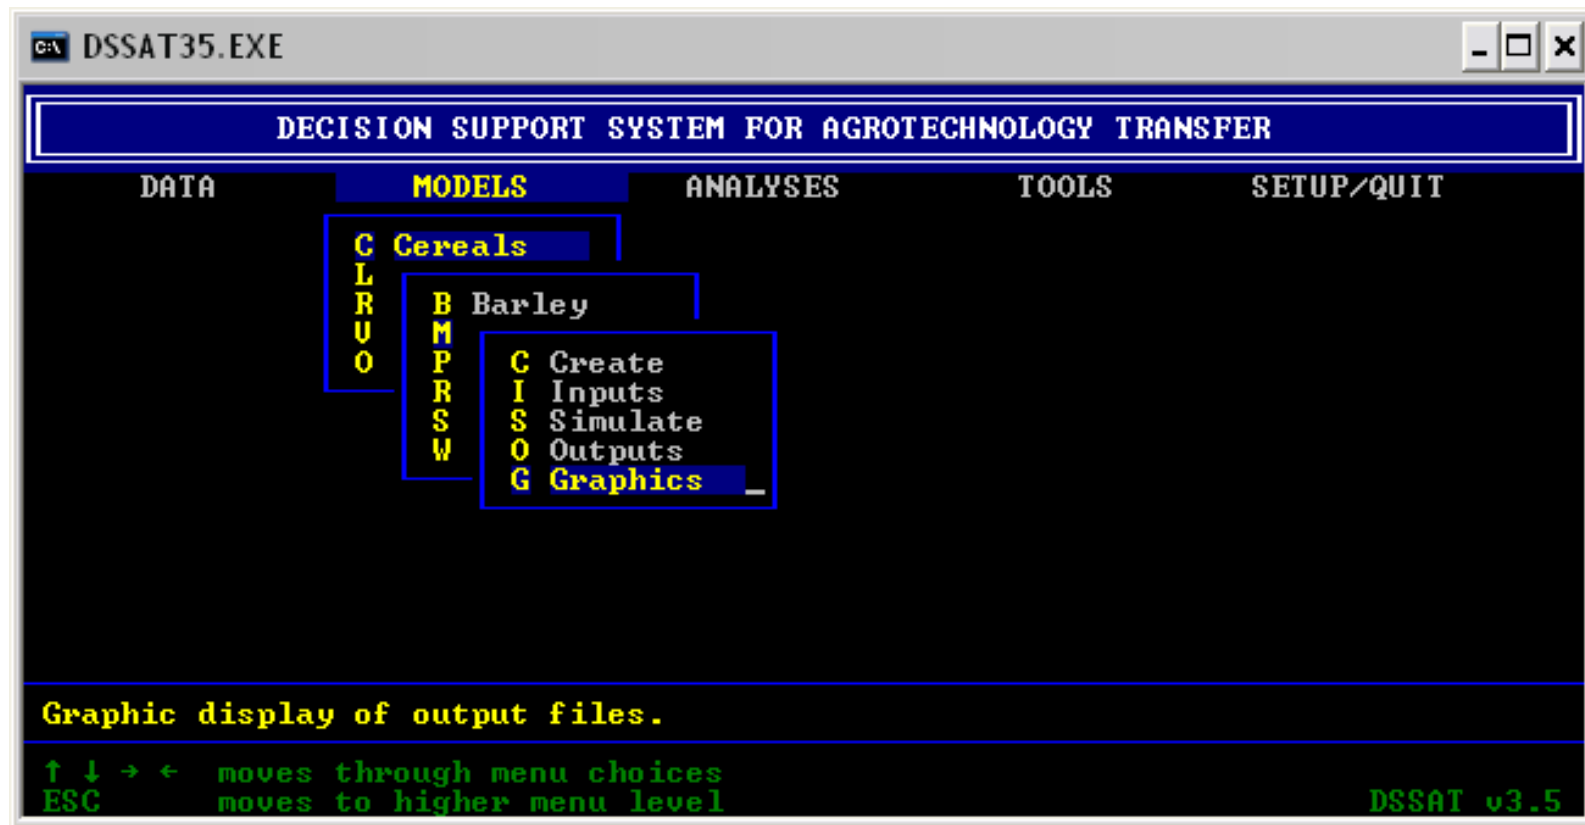 DSSAT35.EXE
DECISION SUPPORT SYSTEM FOR AGROTECHNOLOGY TRANSFER
DATA MODELS ANALYSES TOOLS SETUP/QUIT
C Cereals
L
R B Barley
U M
O P C Create
R I Inputs
S S Simulate
W O Outputs
G Graphics _
Graphic display of output files.
↑ ↓ → ← moves through menu choices
ESC moves to higher menu level DSSAT v3.5